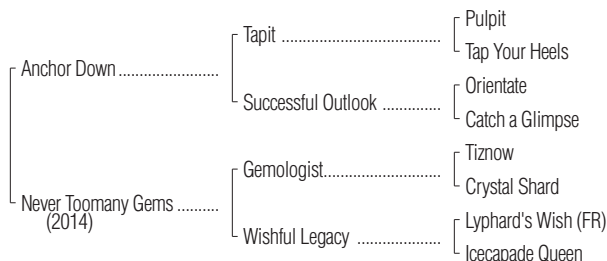 Pulpit
Tapit
Tap Your Heels
Anchor Down
Orientate
Successful Outlook
Catch a Glimpse
Tiznow
Gemologist
Crystal Shard
Never Toomany Gems
(2014)
Lyphard's Wish (FR)
Wishful Legacy
Icecapade Queen